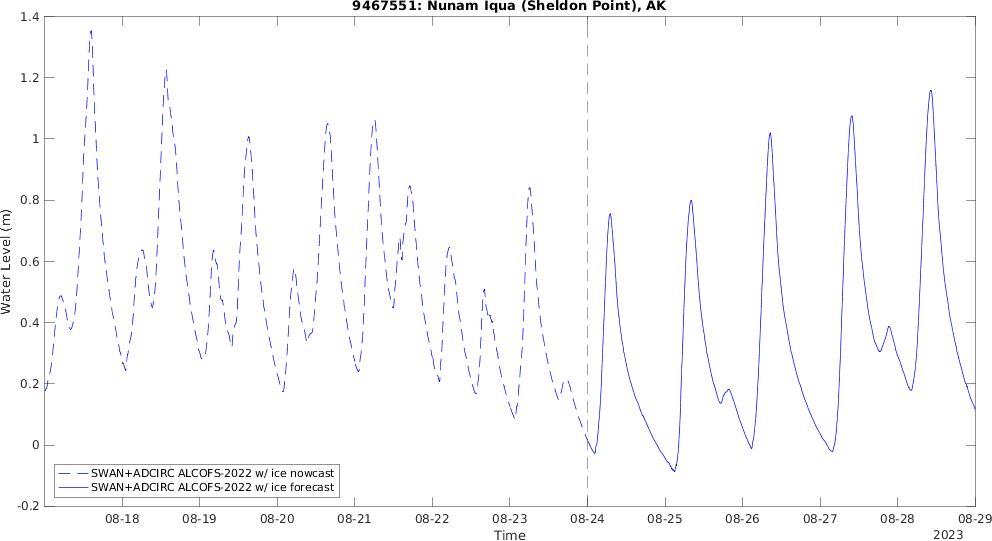 9467551: Nunam Iqua (Sheldon Point), AK
1.4
1.2
1
0.8
0.6
0.4
0.2
0
-0.2
Water Level (m)
SWAN+ADCIRC ALCOFS-2022 w/ ice nowcast
SWAN+ADCIRC ALCOFS-2022 w/ ice forecast
08-18 08-19 08-20 08-21 08-22 08-23 08-24 08-25 08-26 08-27 08-28 08-29
Time
2023